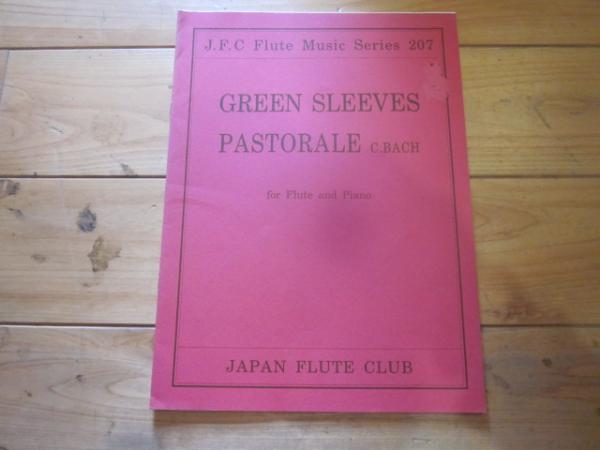 J.F.C Flute Music Series 207
GREEN SLEEVES
PASTORALE C.BACH
for Flute and Piano
JAPAN FLUTE CLUB